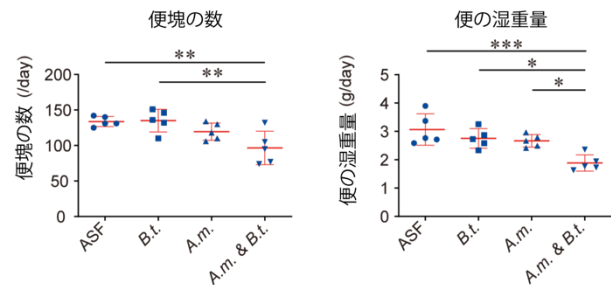 便塊の数
便塊の数 (/day)
200
150
100
50
0
**
**
ASF
B.t.
A.m.
A.m. & B.t.
便の湿重量
便の湿重量 (g/day)
5
4
3
2
1
0
***
*
*
ASF
B.t.
A.m.
A.m. & B.t.